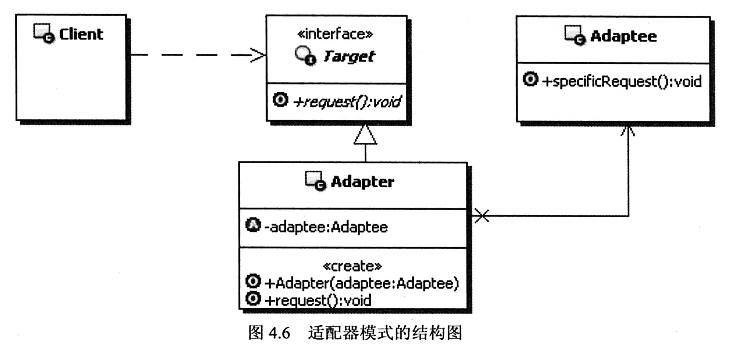 Client
«interface»
Target
+request():void
Adaptee
+specificRequest():void
Adapter
-adaptee:Adaptee
«create»
+Adapter(adaptee:Adaptee)
+request():void
图 4.6 适配器模式的结构图